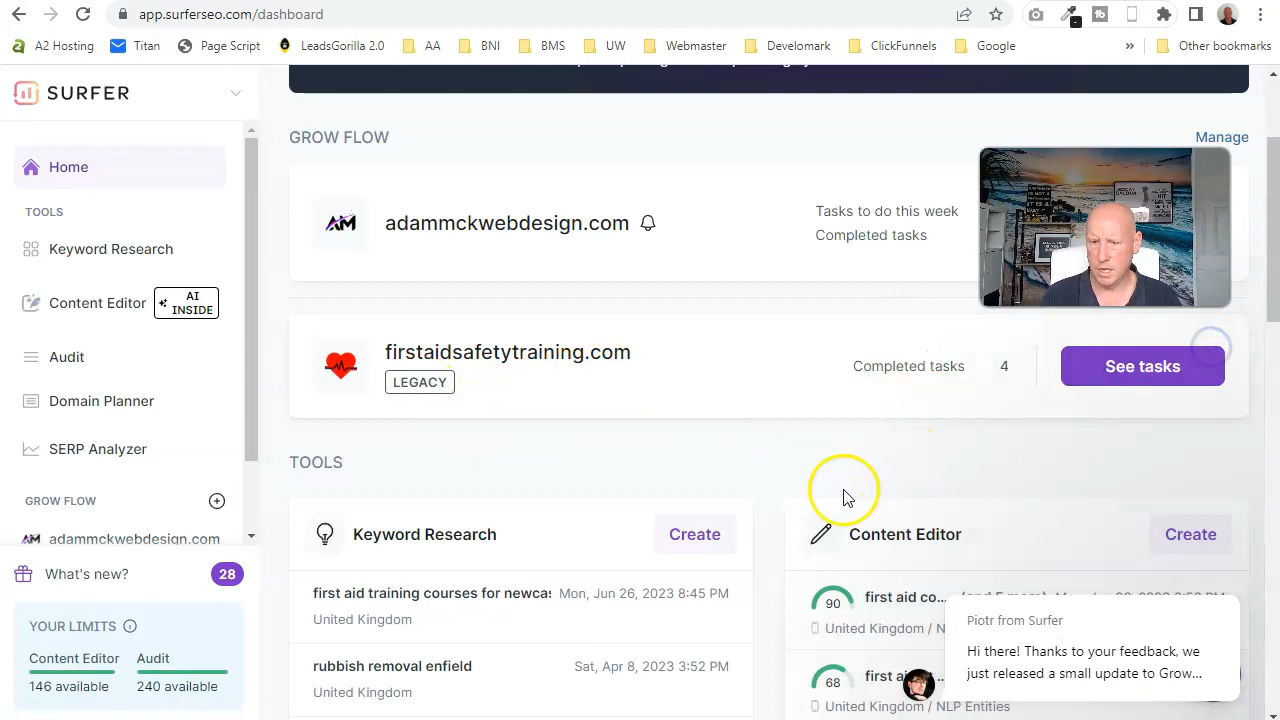 app.surferseo.com/dashboard
A2 Hosting
Titan
Page Script
LeadsGorilla 2.0
AA
BNI
BMS
UW
Webmaster
Develomark
ClickFunnels
Google
»
Other bookmarks
SURFER
Home
TOOLS
Keyword Research
Content Editor
AI
INSIDE
Audit
Domain Planner
SERP Analyzer
GROW FLOW
adammckwebdesign.com
What's new?
28
YOUR LIMITS
Content Editor
Audit
146 available
240 available
GROW FLOW
Manage
AM
adammckwebdesign.com
Tasks to do this week
Completed tasks
firstaidsafetytraining.com
LEGACY
Completed tasks
4
See tasks
TOOLS
Keyword Research
Create
first aid training courses for newcas
Mon, Jun 26, 2023 8:45 PM
United Kingdom
rubbish removal enfield
Sat, Apr 8, 2023 3:52 PM
United Kingdom
Content Editor
Create
90
first aid co...
United Kingdom / N
68
first ai
United Kingdom / NLP Entities
Piotr from Surfer
Hi there! Thanks to your feedback, we
just released a small update to Grow...